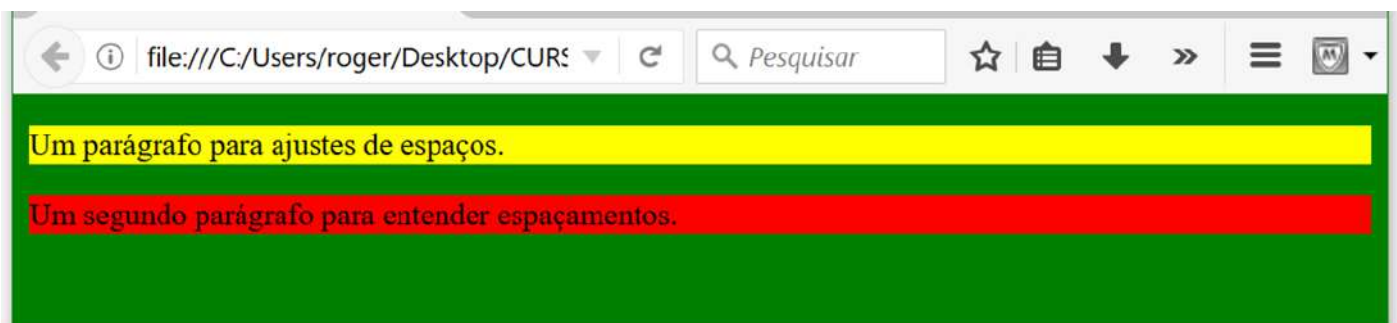 file:///C:/Users/roger/Desktop/CURS
Pesquisar
Um parágrafo para ajustes de espaços.
Um segundo parágrafo para entender espaçamentos.